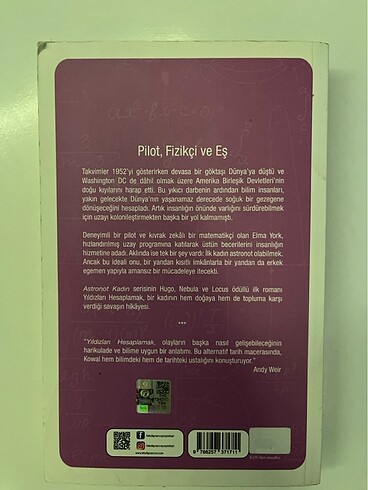 Pilot, Fizikçi ve Eş
Takvimler 1952'yi gösterirken devasa bir göktaşı Dünya'ya düştü ve
Washington DC de dâhil olmak üzere Amerika Birleşik Devletleri'nin
doğu kıyılarını harap etti. Bu yıkıcı darbenin ardından bilim insanları,
yakın gelecekte Dünya'nın yaşanamaz derecede soğuk bir gezegene
dönüşeceğini hesapladı. Artık insanlığın önünde varlığını sürdürebilmek
için uzayı kolonileştirmekten başka bir yol kalmamıştı.
Deneyimli bir pilot ve kıvrak zekâlı bir matematikçi olan Elma York,
hızlandırılmış uzay programına katılarak üstün becerilerini insanlığın
hizmetine adadı. Aklında ise tek bir şey vardı: İlk kadın astronot olabilmek.
Ancak bu ideali onu, bir yandan kısıtlı imkânlarla bir yandan da erkek
egemen yapıyla amansız bir mücadeleye itecekti.
Astronot Kadın serisinin Hugo, Nebula ve Locus ödüllü ilk romanı
Yıldızları Hesaplamak, bir kadının hem doğaya hem de topluma karşı
verdiği savaşın hikâyesi.
***
"Yıldızları Hesaplamak, olayların başka nasıl gelişebileceğinin
harikulade ve bilime uygun bir anlatımı. Bu alternatif tarih macerasında,
Kowal hem bilimdeki hem de tarihteki ustalığını konuşturuyor."
Andy Weir
9 786257 371711